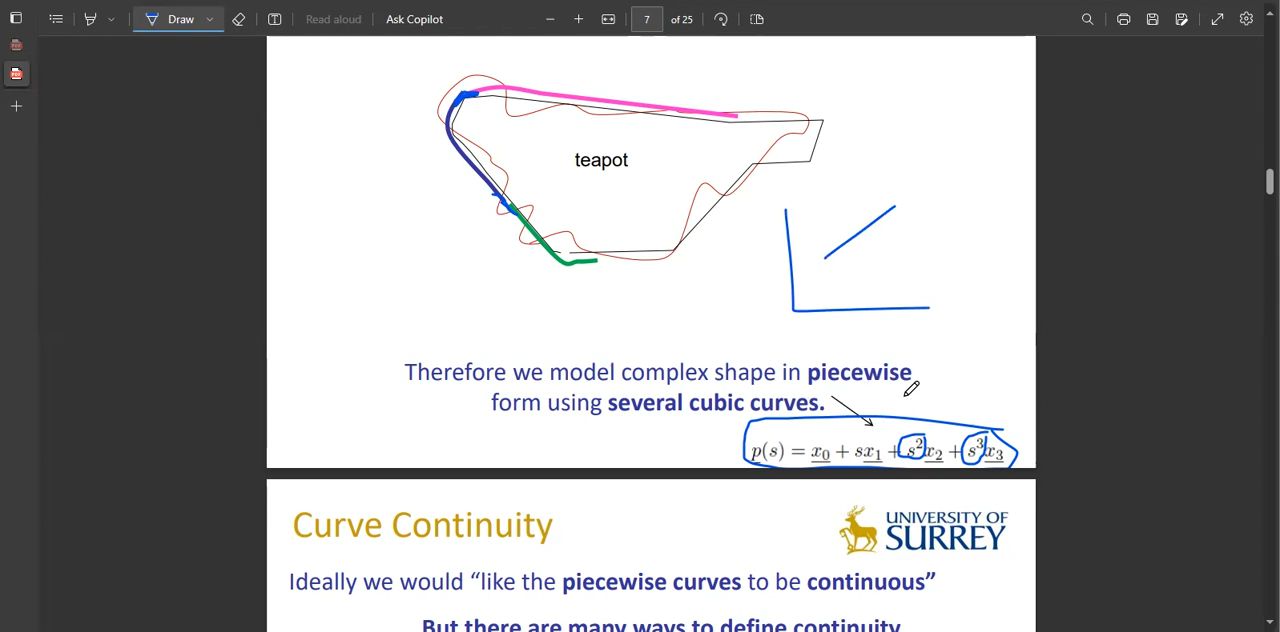 Draw
Read aloud
Ask Copilot
7
of 25
teapot
Therefore we model complex shape in piecewise
form using several cubic curves.
p(s) = x₀ + sx₁ + s²x₂ + s³x₃
Curve Continuity
UNIVERSITY OF
SURREY
Ideally we would “like the piecewise curves to be continuous”
But there are many ways to define continuity